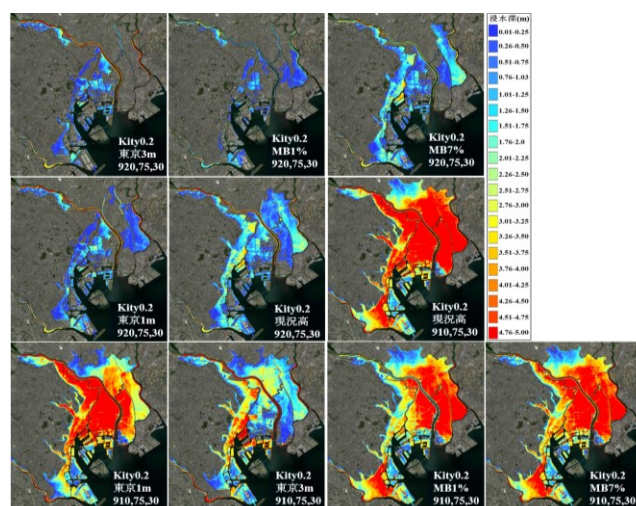 Kity0.2
東京3m
920,75,30
Kity0.2
MB1%
920,75,30
Kity0.2
MB7%
920,75,30
浸水深(m)
0.01-0.25
0.26-0.50
0.51-0.75
0.76-1.03
1.01-1.25
1.26-1.50
1.51-1.75
1.76-2.0
2.01-2.25
2.26-2.50
2.51-2.75
2.76-3.00
3.01-3.25
3.26-3.50
3.51-3.75
3.76-4.00
4.01-4.25
4.26-4.50
4.51-4.75
4.76-5.00
Kity0.2
東京1m
920,75,30
Kity0.2
現況高
920,75,30
Kity0.2
現況高
910,75,30
Kity0.2
東京1m
910,75,30
Kity0.2
東京3m
910,75,30
Kity0.2
MB1%
910,75,30
Kity0.2
MB7%
910,75,30